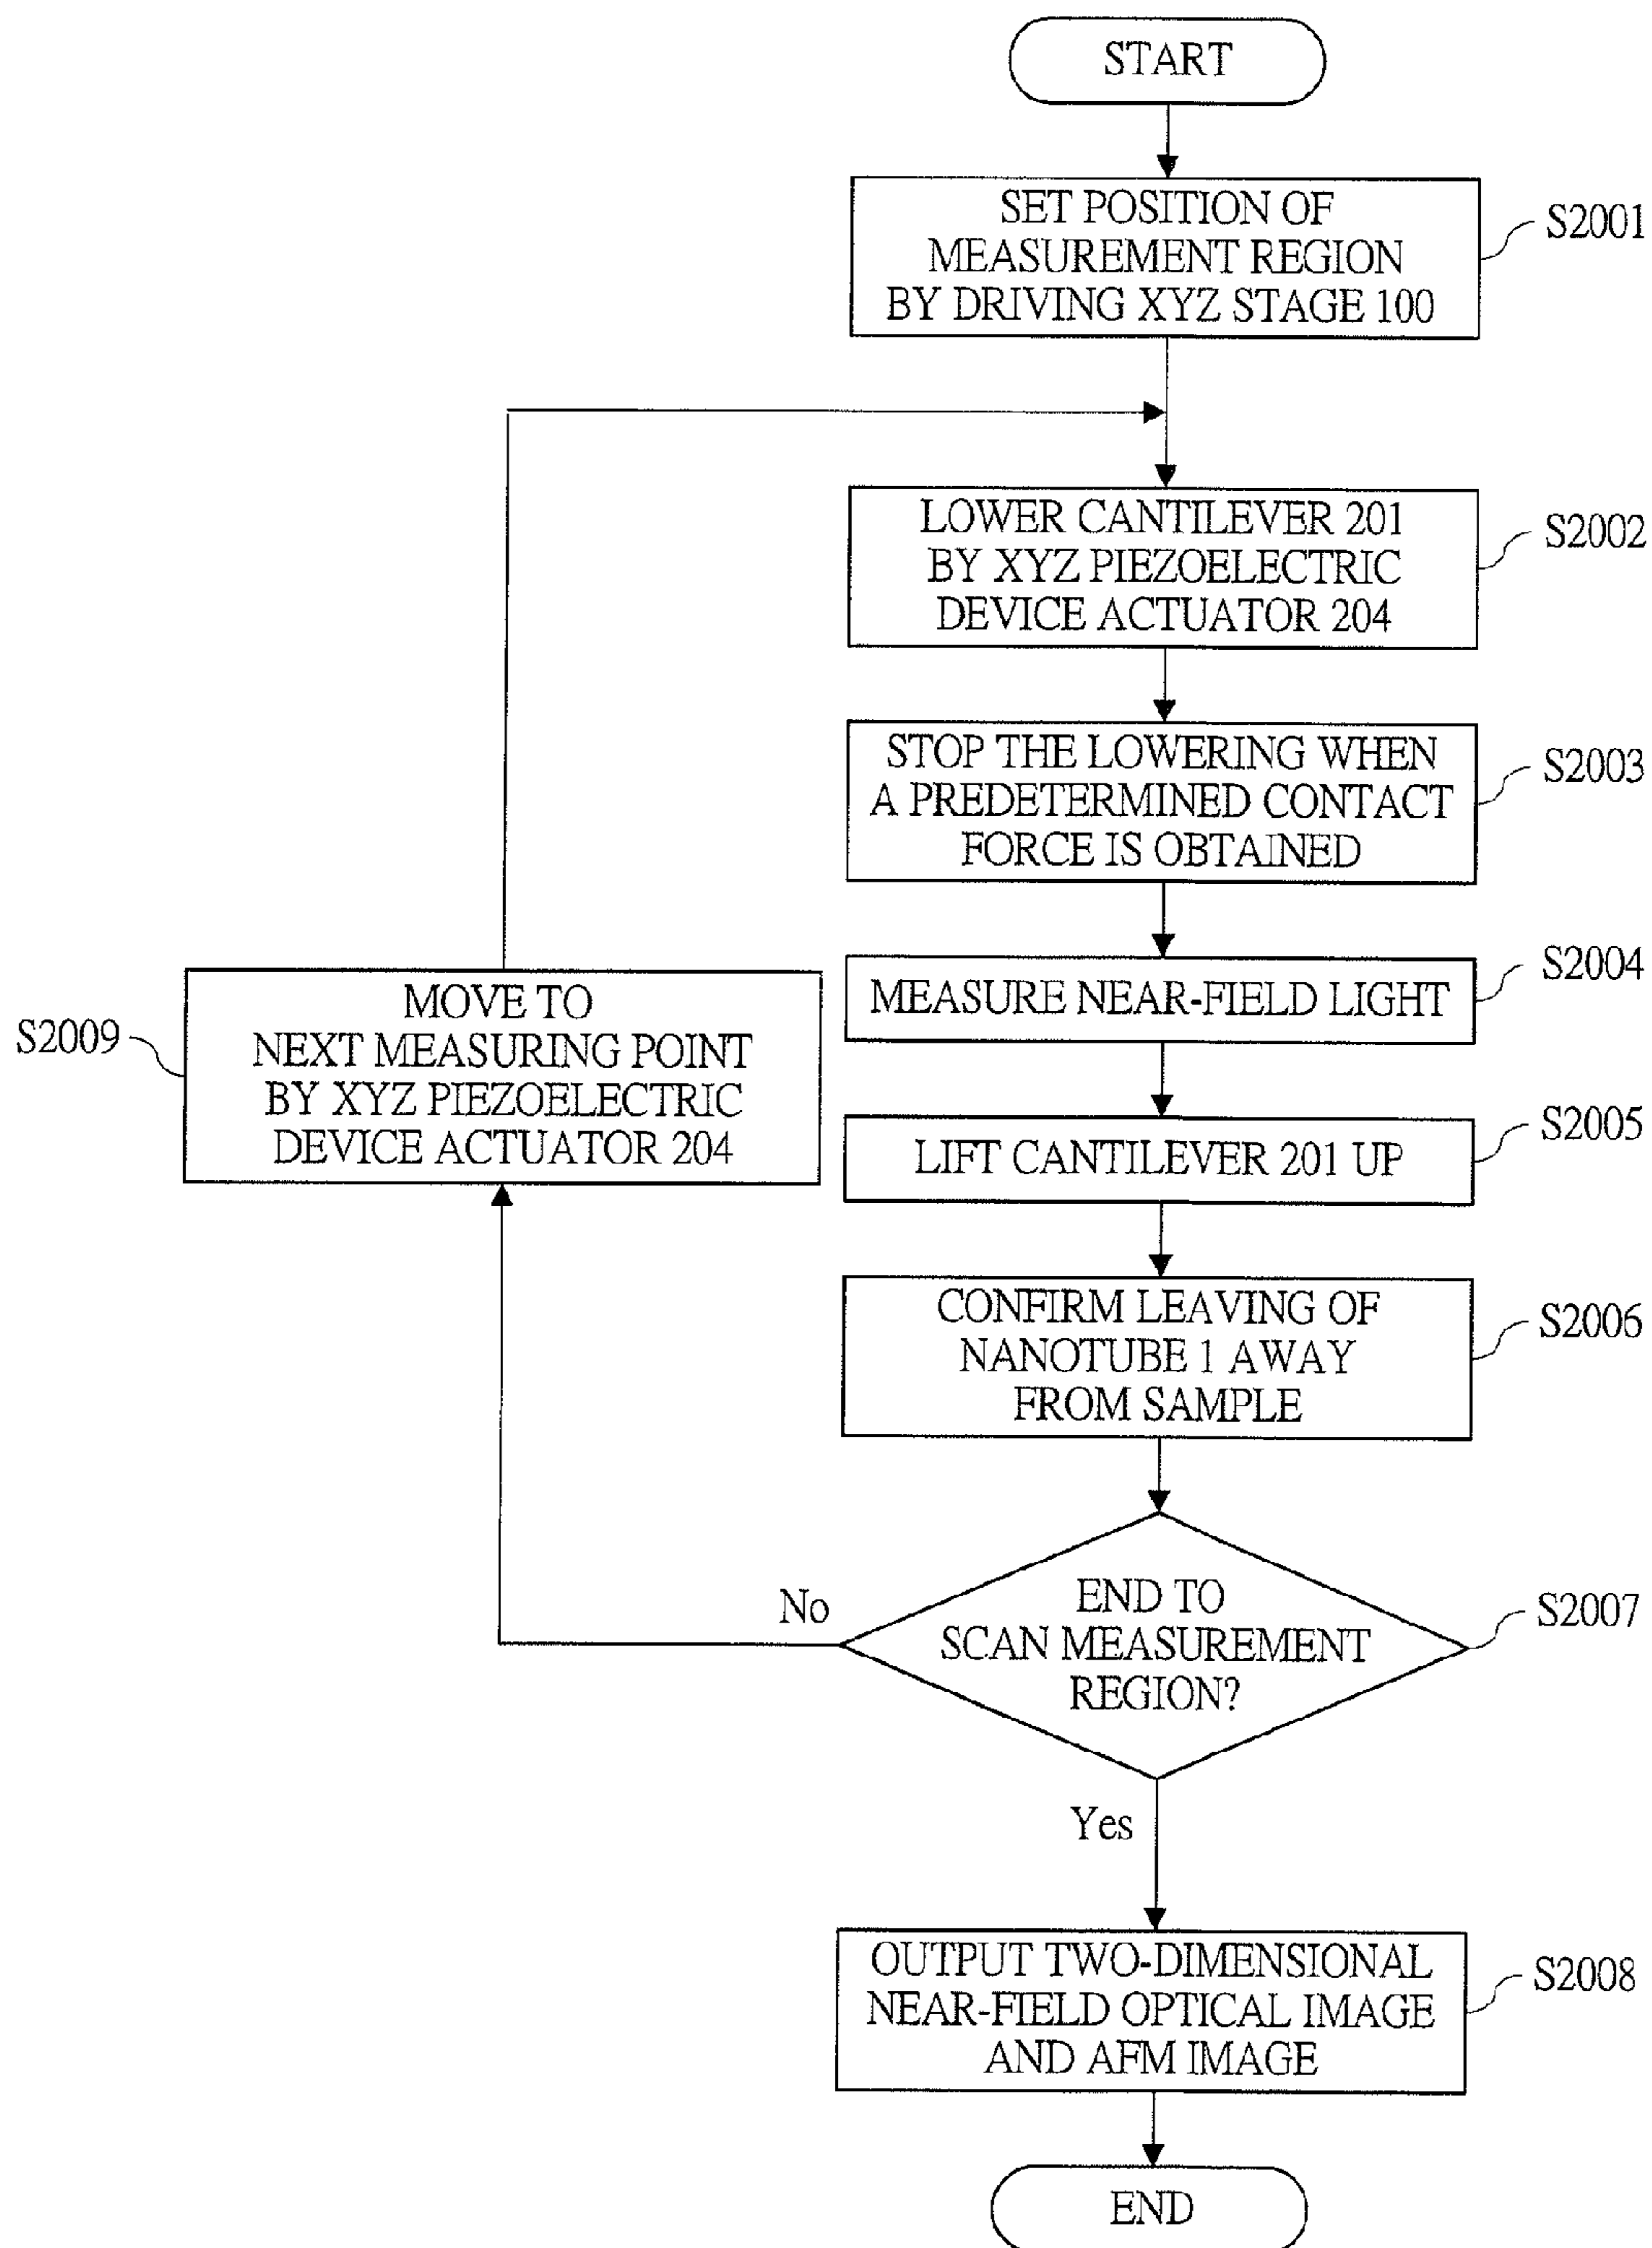 START
SET POSITION OF
MEASUREMENT REGION
BY DRIVING XYZ STAGE 100
S2001
LOWER CANTILEVER 201
BY XYZ PIEZOELECTRIC
DEVICE ACTUATOR 204
S2002
STOP THE LOWERING WHEN
A PREDETERMINED CONTACT
FORCE IS OBTAINED
S2003
MEASURE NEAR-FIELD LIGHT
S2004
LIFT CANTILEVER 201 UP
S2005
CONFIRM LEAVING OF
NANOTUBE 1 AWAY
FROM SAMPLE
S2006
END TO
SCAN MEASUREMENT
REGION?
S2007
No
S2009
MOVE TO
NEXT MEASURING POINT
BY XYZ PIEZOELECTRIC
DEVICE ACTUATOR 204
Yes
OUTPUT TWO-DIMENSIONAL
NEAR-FIELD OPTICAL IMAGE
AND AFM IMAGE
S2008
END